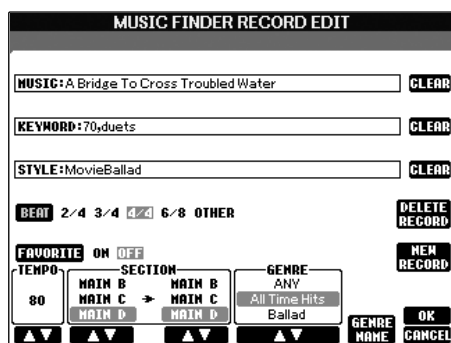 MUSIC FINDER RECORD EDIT
MUSIC:A Bridge To Cross Troubled Water CLEAR
KEYWORD:70,duets CLEAR
STYLE:MovieBallad CLEAR
BEAT 2/4 3/4 4/4 6/8 OTHER DELETE
RECORD
FAVORITE ON OFF NEW
RECORD
TEMPO SECTION GENRE
MAIN B MAIN B ANY
80 MAIN C → MAIN C All Time Hits
MAIN D MAIN D Ballad OK
▲▼ ▲▼ ▲▼ ▲▼ GENRE
NAME CANCEL